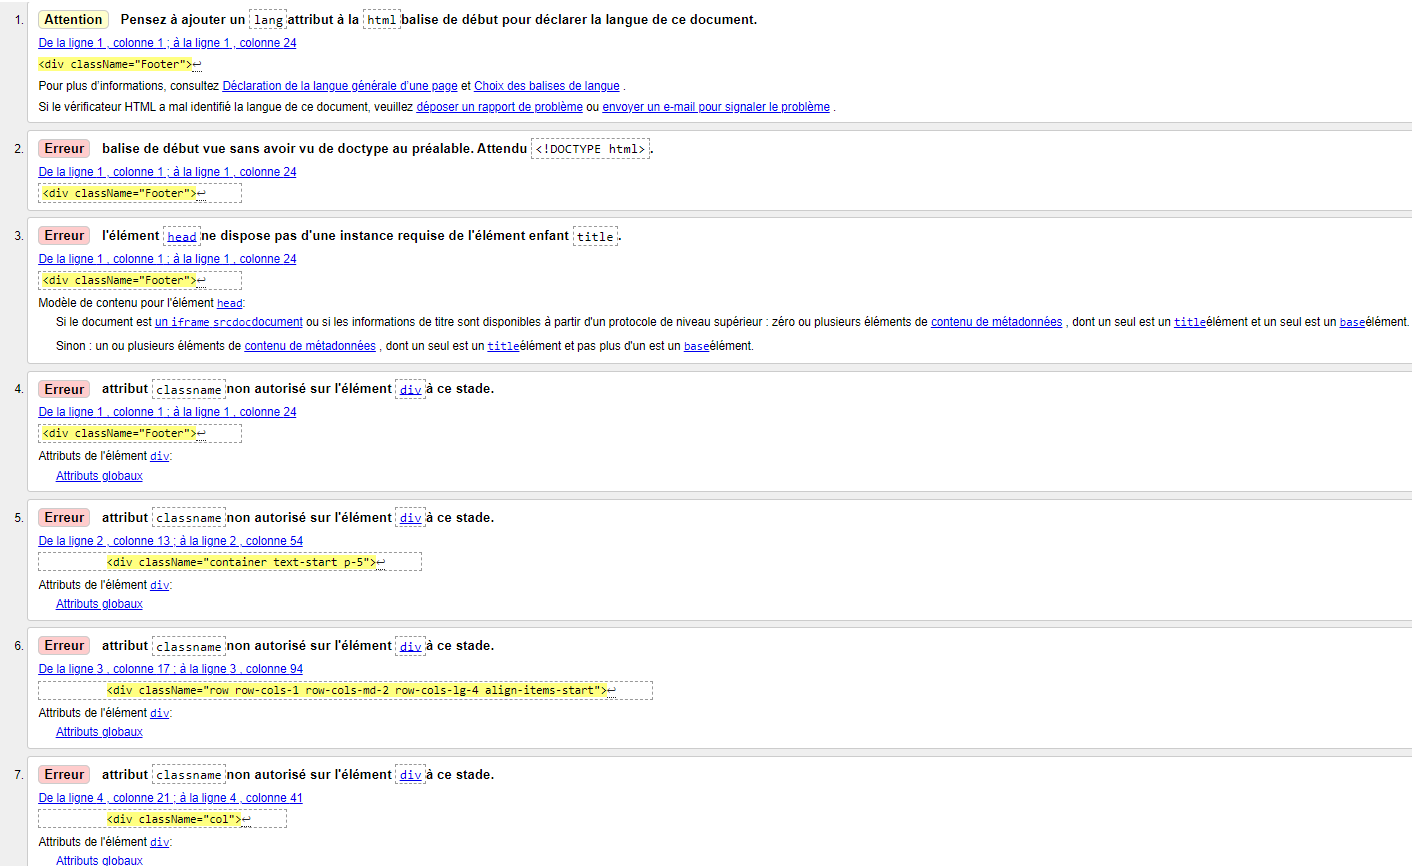 1. Attention Pensez à ajouter un lang attribut à la html balise de début pour déclarer la langue de ce document.
De la ligne 1 , colonne 1 ; à la ligne 1 , colonne 24
<div className="Footer">↩
Pour plus d'informations, consultez Déclaration de la langue générale d'une page et Choix des balises de langue .
Si le vérificateur HTML a mal identifié la langue de ce document, veuillez déposer un rapport de problème ou envoyer un e-mail pour signaler le problème .
2. Erreur balise de début vue sans avoir vu de doctype au préalable. Attendu <!DOCTYPE html>.
De la ligne 1 , colonne 1 ; à la ligne 1 , colonne 24
<div className="Footer">↩
3. Erreur l'élément head ne dispose pas d'une instance requise de l'élément enfant title.
De la ligne 1 , colonne 1 ; à la ligne 1 , colonne 24
<div className="Footer">↩
Modèle de contenu pour l'élément head:
Si le document est un iframe srcdocdocument ou si les informations de titre sont disponibles à partir d'un protocole de niveau supérieur : zéro ou plusieurs éléments de contenu de métadonnées , dont un seul est un titleélément et un seul est un baseélément.
Sinon : un ou plusieurs éléments de contenu de métadonnées , dont un seul est un titleélément et pas plus d'un est un baseélément.
4. Erreur attribut classname non autorisé sur l'élément div à ce stade.
De la ligne 1 , colonne 1 ; à la ligne 1 , colonne 24
<div className="Footer">↩
Attributs de l'élément div:
Attributs globaux
5. Erreur attribut classname non autorisé sur l'élément div à ce stade.
De la ligne 2 , colonne 13 ; à la ligne 2 , colonne 54
<div className="container text-start p-5">↩
Attributs de l'élément div:
Attributs globaux
6. Erreur attribut classname non autorisé sur l'élément div à ce stade.
De la ligne 3 , colonne 17 ; à la ligne 3 , colonne 94
<div className="row row-cols-1 row-cols-md-2 row-cols-lg-4 align-items-start">↩
Attributs de l'élément div:
Attributs globaux
7. Erreur attribut classname non autorisé sur l'élément div à ce stade.
De la ligne 4 , colonne 21 ; à la ligne 4 , colonne 41
<div className="col">↩
Attributs de l'élément div:
Attributs globaux